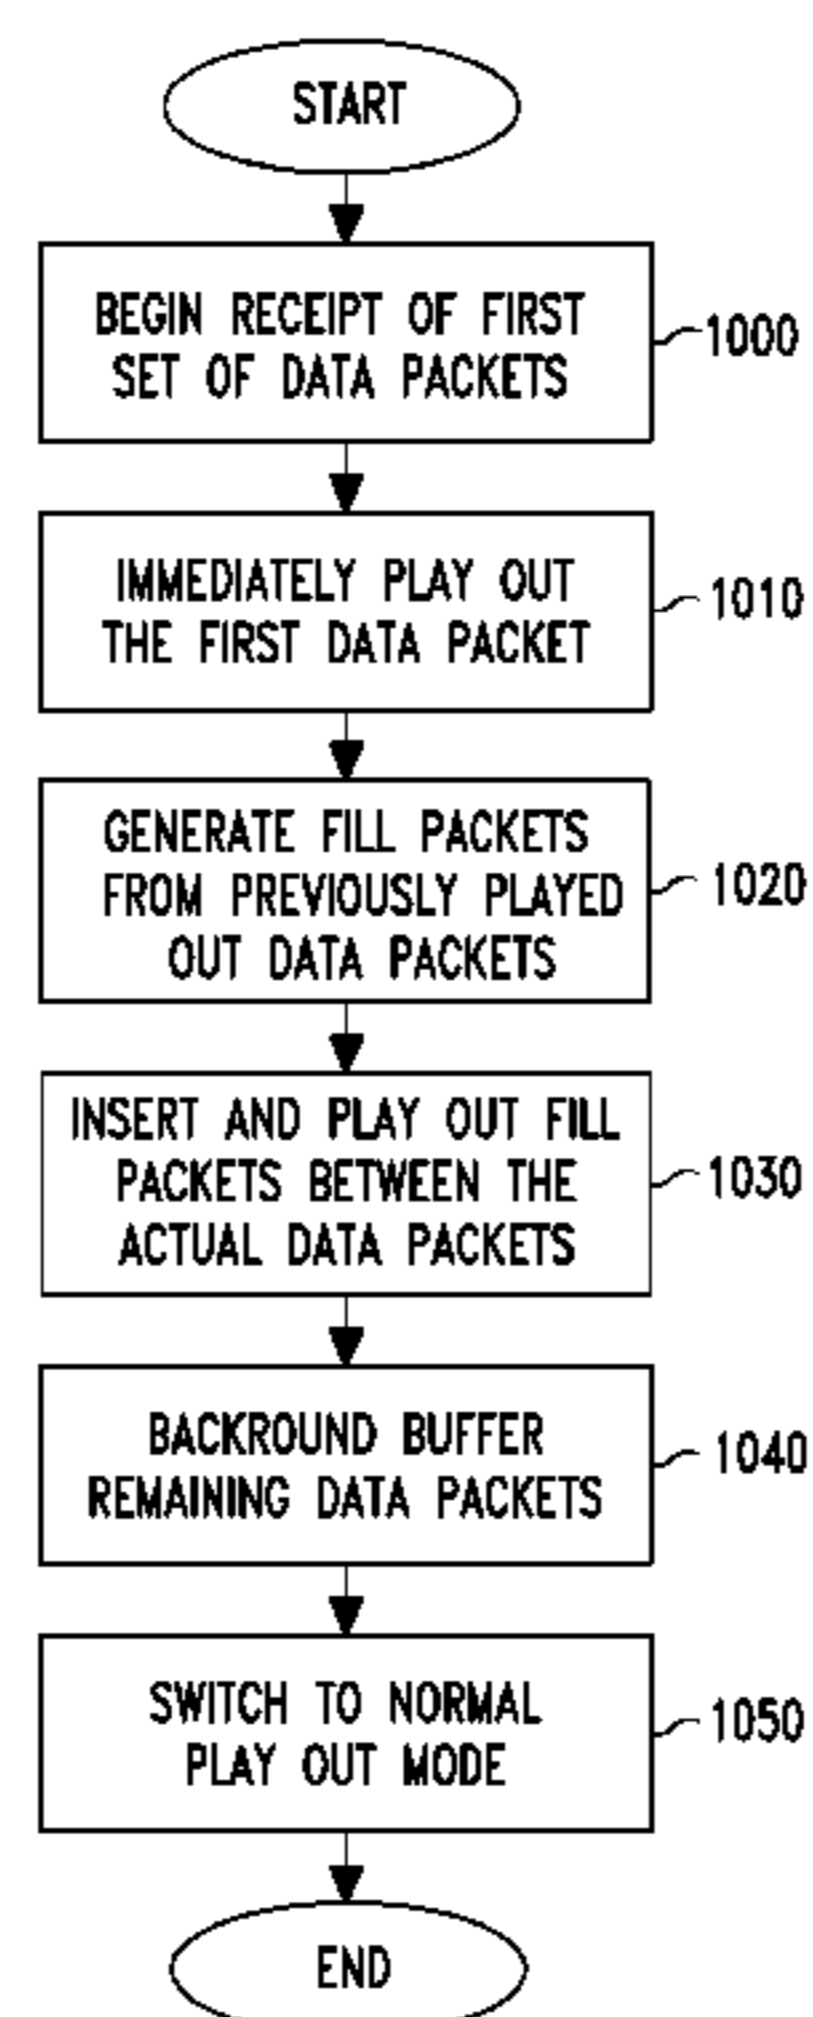 START
BEGIN RECEIPT OF FIRST
SET OF DATA PACKETS
1000
IMMEDIATELY PLAY OUT
THE FIRST DATA PACKET
1010
GENERATE FILL PACKETS
FROM PREVIOUSLY PLAYED
OUT DATA PACKETS
1020
INSERT AND PLAY OUT FILL
PACKETS BETWEEN THE
ACTUAL DATA PACKETS
1030
BACKROUND BUFFER
REMAINING DATA PACKETS
1040
SWITCH TO NORMAL
PLAY OUT MODE
1050
END